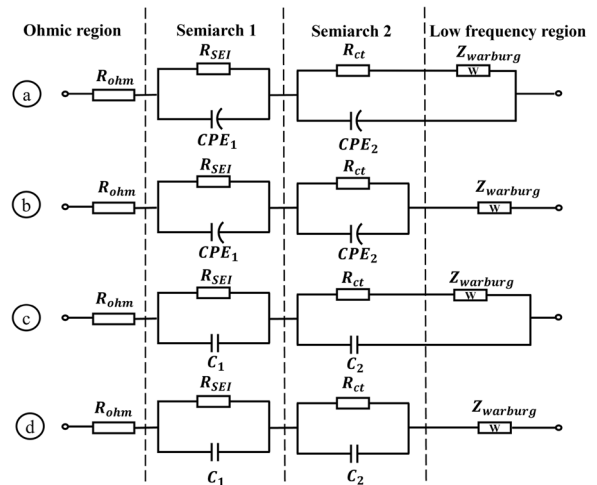 Ohmic region Semiarch 1 Semiarch 2 Low frequency region
R_SEI R_ct Z_warburg
a R_ohm W
CPE_1 CPE_2
R_SEI R_ct
b R_ohm Z_warburg
W
CPE_1 CPE_2
R_SEI R_ct Z_warburg
c R_ohm W
C_1 C_2
R_SEI R_ct
d R_ohm Z_warburg
W
C_1 C_2